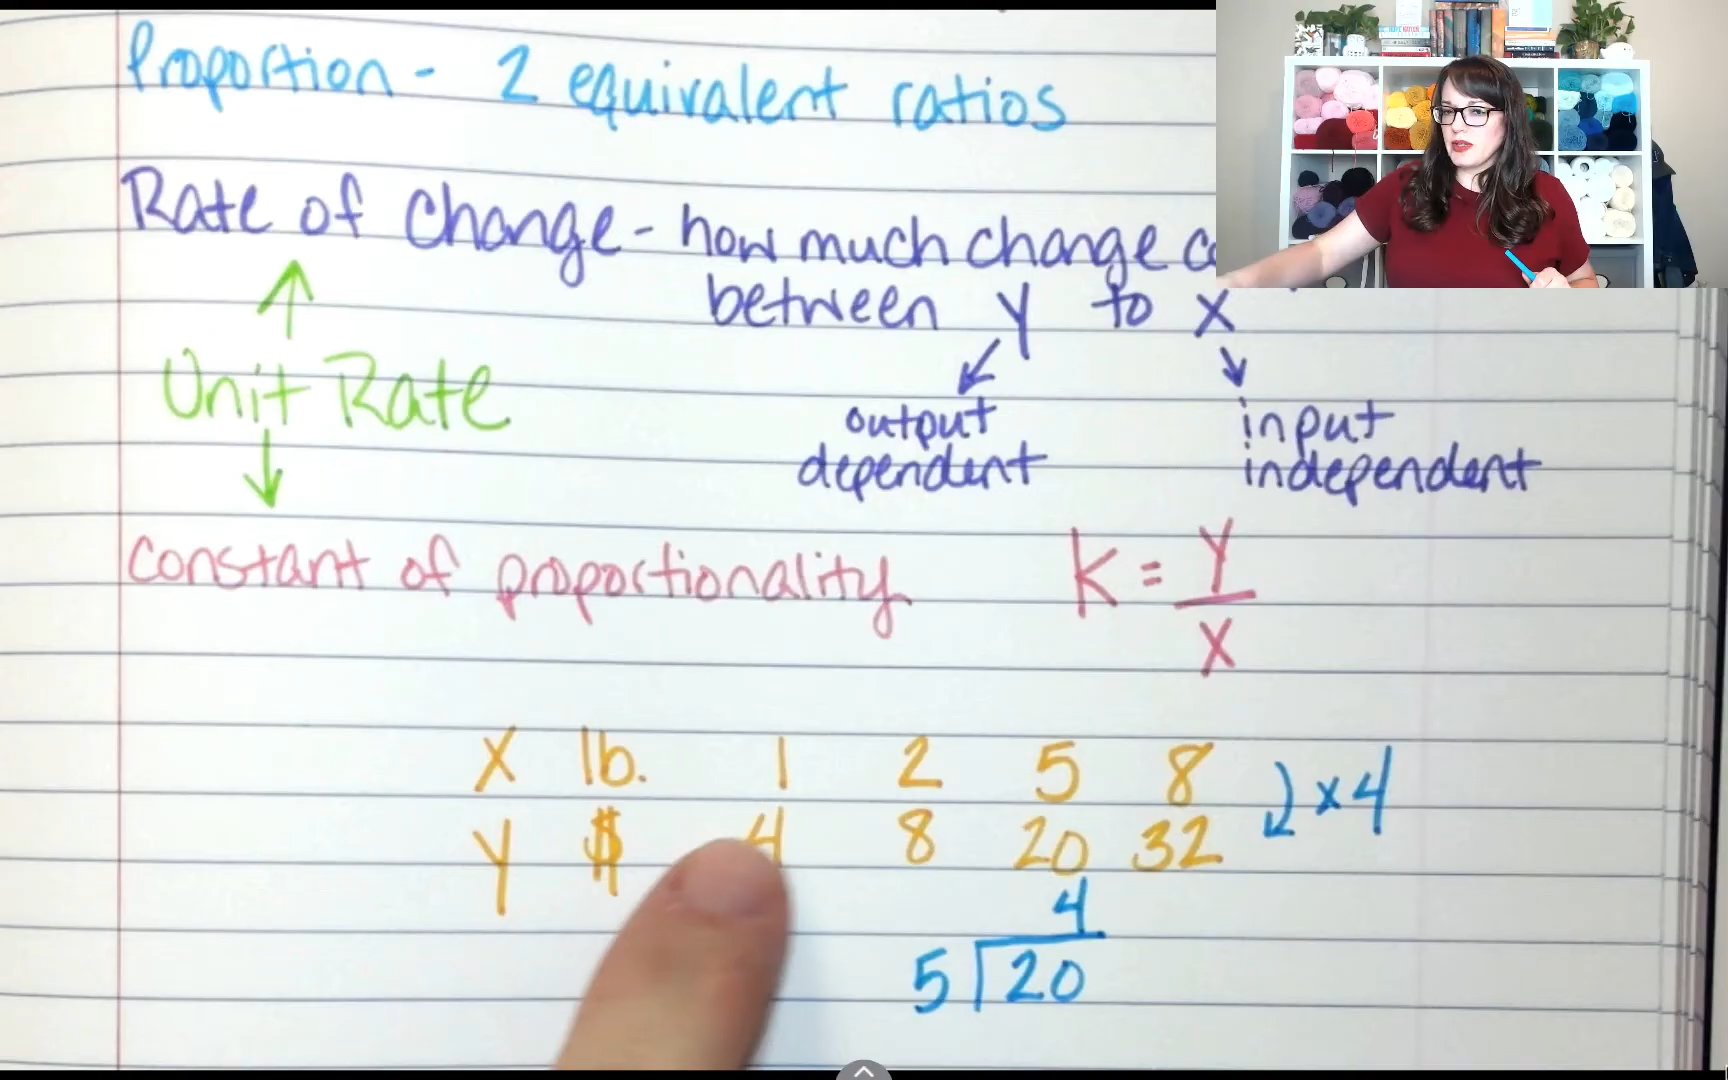 Proportion - 2 equivalent ratios
Rate of Change - how much change
between Y to X
Unit Rate
output
dependent
input
independent
Constant of proportionality
K = Y
X
X lb. 1 2 5 8
x 4
Y $ 4 8 20 32
4
5 20